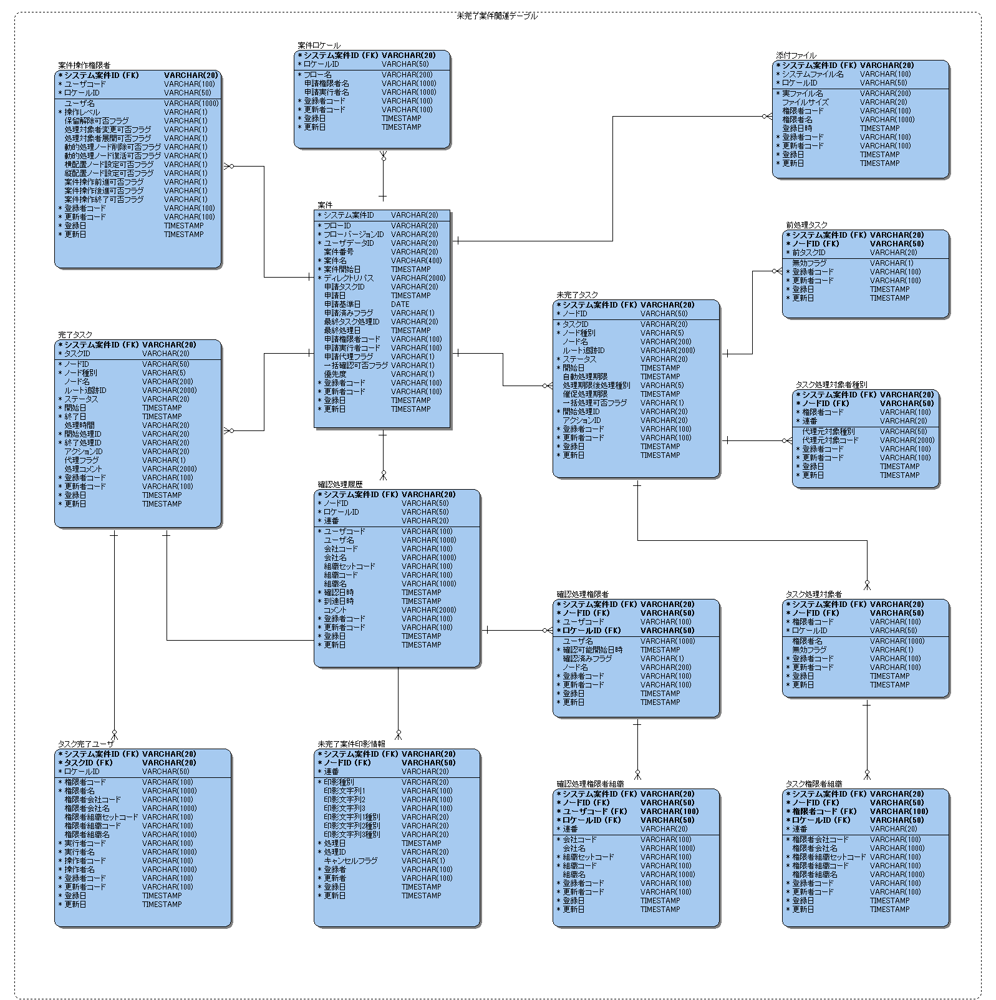 未完了案件関連テーブル
案件操作権限者
* システム案件ID (FK) VARCHAR(20)
* ユーザコード VARCHAR(100)
* ロケールID VARCHAR(50)
ユーザ名 VARCHAR(1000)
* 操作レベル VARCHAR(1)
保留解除可否フラグ VARCHAR(1)
処理対象者変更可否フラグ VARCHAR(1)
処理対象者展開可否フラグ VARCHAR(1)
動的処理ノード削除可否フラグ VARCHAR(1)
動的処理ノード復活可否フラグ VARCHAR(1)
横配置ノード設定可否フラグ VARCHAR(1)
縦配置ノード設定可否フラグ VARCHAR(1)
案件操作前進可否フラグ VARCHAR(1)
案件操作後進可否フラグ VARCHAR(1)
案件操作終了可否フラグ VARCHAR(1)
* 登録者コード VARCHAR(100)
* 更新者コード VARCHAR(100)
* 登録日 TIMESTAMP
* 更新日 TIMESTAMP
案件ロケール
* システム案件ID (FK) VARCHAR(20)
* ロケールID VARCHAR(50)
* フロー名 VARCHAR(200)
申請権限者名 VARCHAR(1000)
申請実行者名 VARCHAR(1000)
* 登録者コード VARCHAR(100)
* 更新者コード VARCHAR(100)
* 登録日 TIMESTAMP
* 更新日 TIMESTAMP
添付ファイル
* システム案件ID (FK) VARCHAR(20)
* システムファイル名 VARCHAR(100)
* ロケールID VARCHAR(50)
* 実ファイル名 VARCHAR(200)
ファイルサイズ VARCHAR(20)
権限者コード VARCHAR(100)
権限者名 VARCHAR(1000)
登録日時 TIMESTAMP
* 登録者コード VARCHAR(100)
* 更新者コード VARCHAR(100)
* 登録日 TIMESTAMP
* 更新日 TIMESTAMP
案件
* システム案件ID VARCHAR(20)
* フローID VARCHAR(20)
* フローバージョンID VARCHAR(20)
* ユーザデータID VARCHAR(20)
案件番号 VARCHAR(20)
* 案件名 VARCHAR(400)
* 案件開始日 TIMESTAMP
* ディレクトリパス VARCHAR(2000)
申請タスクID VARCHAR(20)
申請日 TIMESTAMP
申請基準日 DATE
申請済みフラグ VARCHAR(1)
最終タスク処理ID VARCHAR(20)
最終処理日 TIMESTAMP
申請権限者コード VARCHAR(100)
申請実行者コード VARCHAR(100)
申請代理フラグ VARCHAR(1)
一括確認可否フラグ VARCHAR(1)
優先度 VARCHAR(1)
* 登録者コード VARCHAR(100)
* 更新者コード VARCHAR(100)
* 登録日 TIMESTAMP
* 更新日 TIMESTAMP
前処理タスク
* システム案件ID (FK) VARCHAR(20)
* ノードID (FK) VARCHAR(50)
* 前タスクID VARCHAR(20)
無効フラグ VARCHAR(1)
* 登録者コード VARCHAR(100)
* 更新者コード VARCHAR(100)
* 登録日 TIMESTAMP
* 更新日 TIMESTAMP
未完了タスク
* システム案件ID (FK) VARCHAR(20)
* ノードID VARCHAR(50)
* タスクID VARCHAR(20)
* ノード種別 VARCHAR(5)
ノード名 VARCHAR(200)
ルート追跡ID VARCHAR(2000)
* ステータス VARCHAR(20)
* 開始日 TIMESTAMP
自動処理期限 TIMESTAMP
処理期限後処理種別 VARCHAR(5)
催促処理期限 TIMESTAMP
一括処理可否フラグ VARCHAR(1)
* 開始処理ID VARCHAR(20)
アクションID VARCHAR(20)
* 登録者コード VARCHAR(100)
* 更新者コード VARCHAR(100)
* 登録日 TIMESTAMP
* 更新日 TIMESTAMP
完了タスク
* システム案件ID (FK) VARCHAR(20)
* タスクID VARCHAR(20)
* ノードID VARCHAR(50)
* ノード種別 VARCHAR(5)
ノード名 VARCHAR(200)
ルート追跡ID VARCHAR(2000)
* ステータス VARCHAR(20)
* 開始日 TIMESTAMP
* 終了日 TIMESTAMP
処理時間 VARCHAR(20)
* 開始処理ID VARCHAR(20)
* 終了処理ID VARCHAR(20)
アクションID VARCHAR(20)
代理フラグ VARCHAR(1)
処理コメント VARCHAR(2000)
* 登録者コード VARCHAR(100)
* 更新者コード VARCHAR(100)
* 登録日 TIMESTAMP
* 更新日 TIMESTAMP
タスク処理対象者種別
* システム案件ID (FK) VARCHAR(20)
* ノードID (FK) VARCHAR(50)
* 権限者コード VARCHAR(100)
* 連番 VARCHAR(20)
代理元対象種別 VARCHAR(50)
代理元対象コード VARCHAR(2000)
* 登録者コード VARCHAR(100)
* 更新者コード VARCHAR(100)
* 登録日 TIMESTAMP
* 更新日 TIMESTAMP
確認処理履歴
* システム案件ID (FK) VARCHAR(20)
* ノードID VARCHAR(50)
* ロケールID VARCHAR(50)
* 連番 VARCHAR(20)
* ユーザコード VARCHAR(100)
ユーザ名 VARCHAR(1000)
会社コード VARCHAR(100)
会社名 VARCHAR(1000)
組織セットコード VARCHAR(100)
組織コード VARCHAR(100)
組織名 VARCHAR(1000)
* 確認日時 TIMESTAMP
* 到達日時 TIMESTAMP
コメント VARCHAR(2000)
* 登録者コード VARCHAR(100)
* 更新者コード VARCHAR(100)
* 登録日 TIMESTAMP
* 更新日 TIMESTAMP
確認処理権限者
* システム案件ID (FK) VARCHAR(20)
* ノードID (FK) VARCHAR(50)
* ユーザコード VARCHAR(100)
* ロケールID (FK) VARCHAR(50)
ユーザ名 VARCHAR(1000)
* 確認可能開始日時 TIMESTAMP
確認済みフラグ VARCHAR(1)
ノード名 VARCHAR(200)
* 登録者コード VARCHAR(100)
* 更新者コード VARCHAR(100)
* 登録日 TIMESTAMP
* 更新日 TIMESTAMP
タスク処理対象者
* システム案件ID (FK) VARCHAR(20)
* ノードID (FK) VARCHAR(50)
* 権限者コード VARCHAR(100)
* ロケールID VARCHAR(50)
権限者名 VARCHAR(1000)
無効フラグ VARCHAR(1)
* 登録者コード VARCHAR(100)
* 更新者コード VARCHAR(100)
* 登録日 TIMESTAMP
* 更新日 TIMESTAMP
タスク完了ユーザ
* システム案件ID (FK) VARCHAR(20)
* タスクID (FK) VARCHAR(20)
* ロケールID VARCHAR(50)
* 権限者コード VARCHAR(100)
* 権限者名 VARCHAR(1000)
権限者会社コード VARCHAR(100)
権限者会社名 VARCHAR(1000)
権限者組織セットコード VARCHAR(100)
権限者組織コード VARCHAR(100)
権限者組織名 VARCHAR(1000)
* 実行者コード VARCHAR(100)
* 実行者名 VARCHAR(1000)
* 操作者コード VARCHAR(100)
* 操作者名 VARCHAR(1000)
* 登録者コード VARCHAR(100)
* 更新者コード VARCHAR(100)
* 登録日 TIMESTAMP
* 更新日 TIMESTAMP
未完了案件印影情報
* システム案件ID (FK) VARCHAR(20)
* ノードID (FK) VARCHAR(50)
* 連番 VARCHAR(20)
* 印影種別 VARCHAR(20)
印影文字列1 VARCHAR(100)
印影文字列2 VARCHAR(100)
印影文字列3 VARCHAR(100)
印影文字列1種別 VARCHAR(20)
印影文字列2種別 VARCHAR(20)
印影文字列3種別 VARCHAR(20)
* 処理日 TIMESTAMP
* 処理ID VARCHAR(20)
キャンセルフラグ VARCHAR(1)
* 登録者 VARCHAR(100)
* 更新者 VARCHAR(100)
* 登録日 TIMESTAMP
* 更新日 TIMESTAMP
確認処理権限者組織
* システム案件ID (FK) VARCHAR(20)
* ノードID (FK) VARCHAR(50)
* ユーザコード (FK) VARCHAR(100)
* ロケールID (FK) VARCHAR(50)
* 連番 VARCHAR(20)
* 会社コード VARCHAR(100)
会社名 VARCHAR(1000)
* 組織セットコード VARCHAR(100)
* 組織コード VARCHAR(100)
組織名 VARCHAR(1000)
* 登録者コード VARCHAR(100)
* 更新者コード VARCHAR(100)
* 登録日 TIMESTAMP
* 更新日 TIMESTAMP
タスク権限者組織
* システム案件ID (FK) VARCHAR(20)
* ノードID (FK) VARCHAR(50)
* 権限者コード (FK) VARCHAR(100)
* ロケールID (FK) VARCHAR(50)
* 連番 VARCHAR(20)
* 権限者会社コード VARCHAR(100)
権限者会社名 VARCHAR(1000)
* 権限者組織セットコード VARCHAR(100)
* 権限者組織コード VARCHAR(100)
権限者組織名 VARCHAR(1000)
* 登録者コード VARCHAR(100)
* 更新者コード VARCHAR(100)
* 登録日 TIMESTAMP
* 更新日 TIMESTAMP